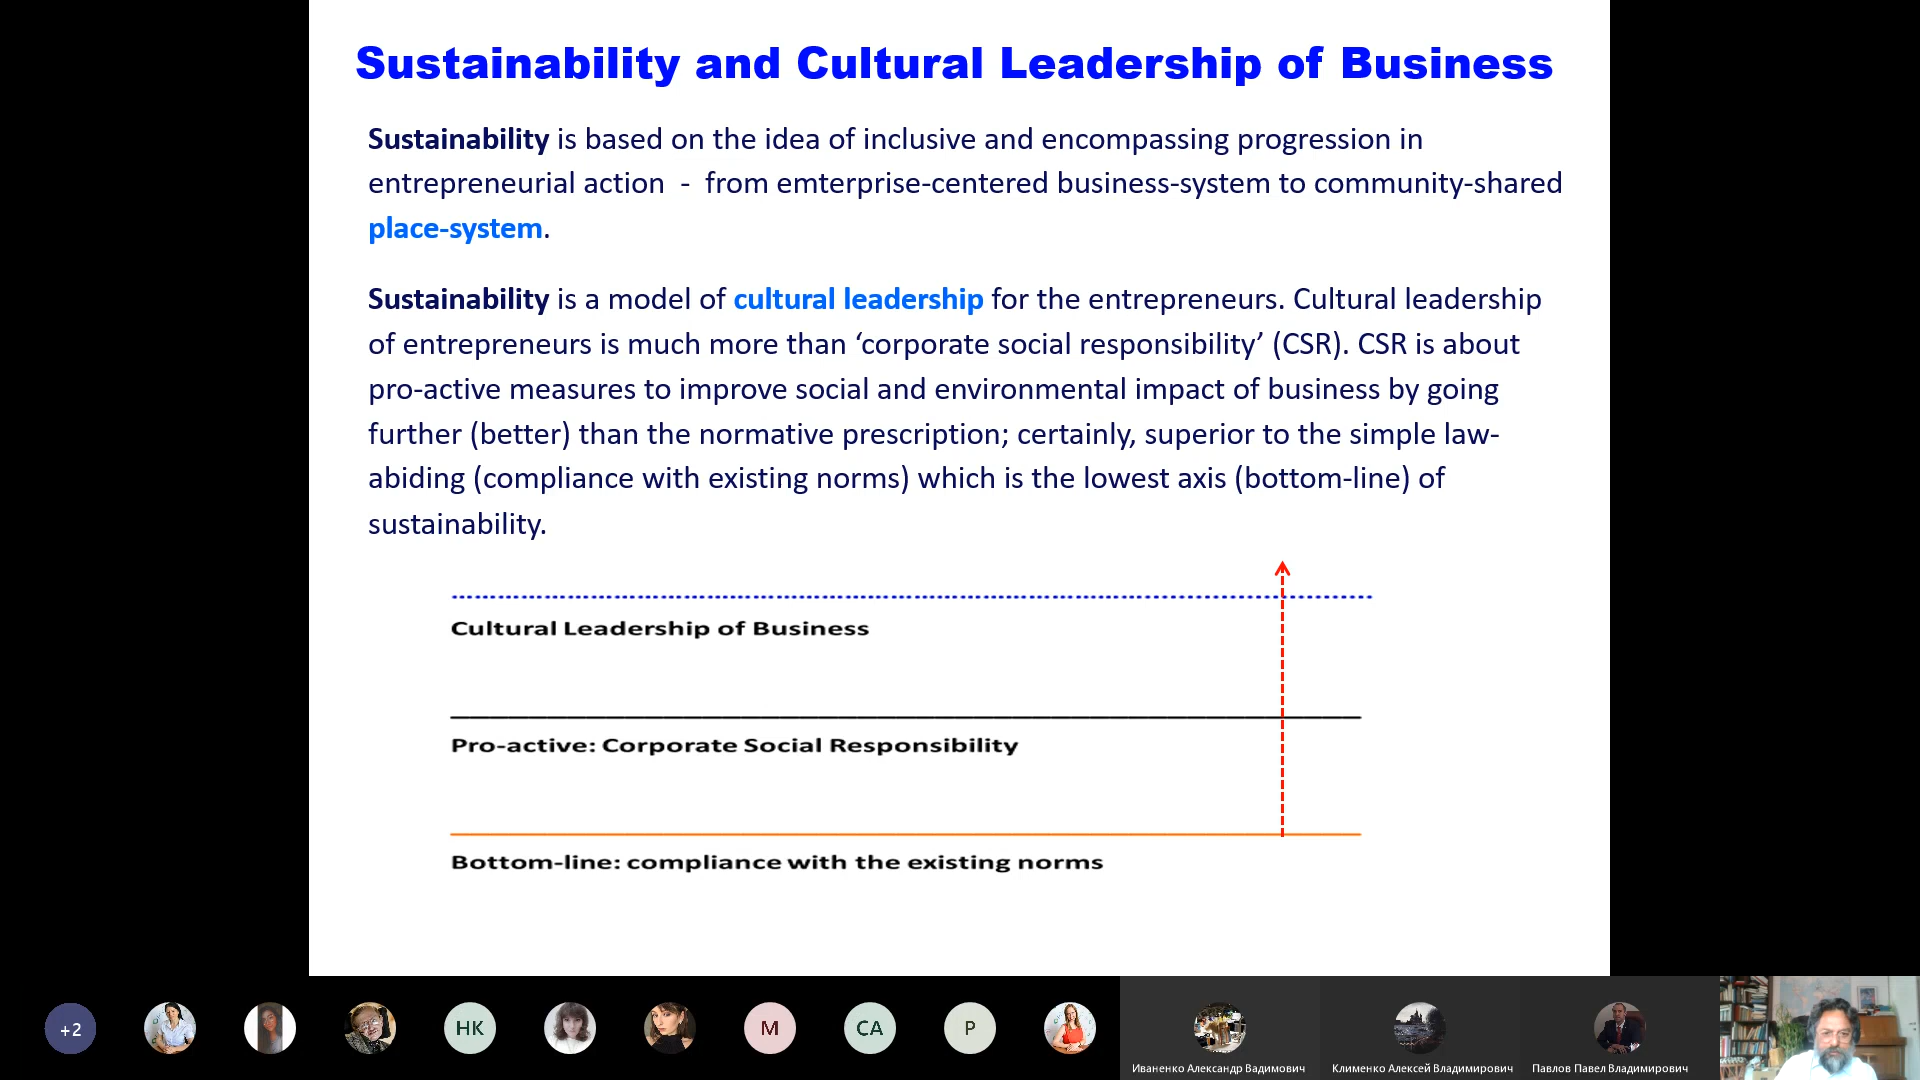 Sustainability and Cultural Leadership of Business
Sustainability is based on the idea of inclusive and encompassing progression in
entrepreneurial action - from emterprise-centered business-system to community-shared
place-system.
Sustainability is a model of cultural leadership for the entrepreneurs. Cultural leadership
of entrepreneurs is much more than ‘corporate social responsibility’ (CSR). CSR is about
pro-active measures to improve social and environmental impact of business by going
further (better) than the normative prescription; certainly, superior to the simple law-
abiding (compliance with existing norms) which is the lowest axis (bottom-line) of
sustainability.
Cultural Leadership of Business
Pro-active: Corporate Social Responsibility
Bottom-line: compliance with the existing norms
+2
НК
М
СА
Р
Иваненко Александр Вадимович
Клименко Алексей Владимирович
Павлов Павел Владимирович